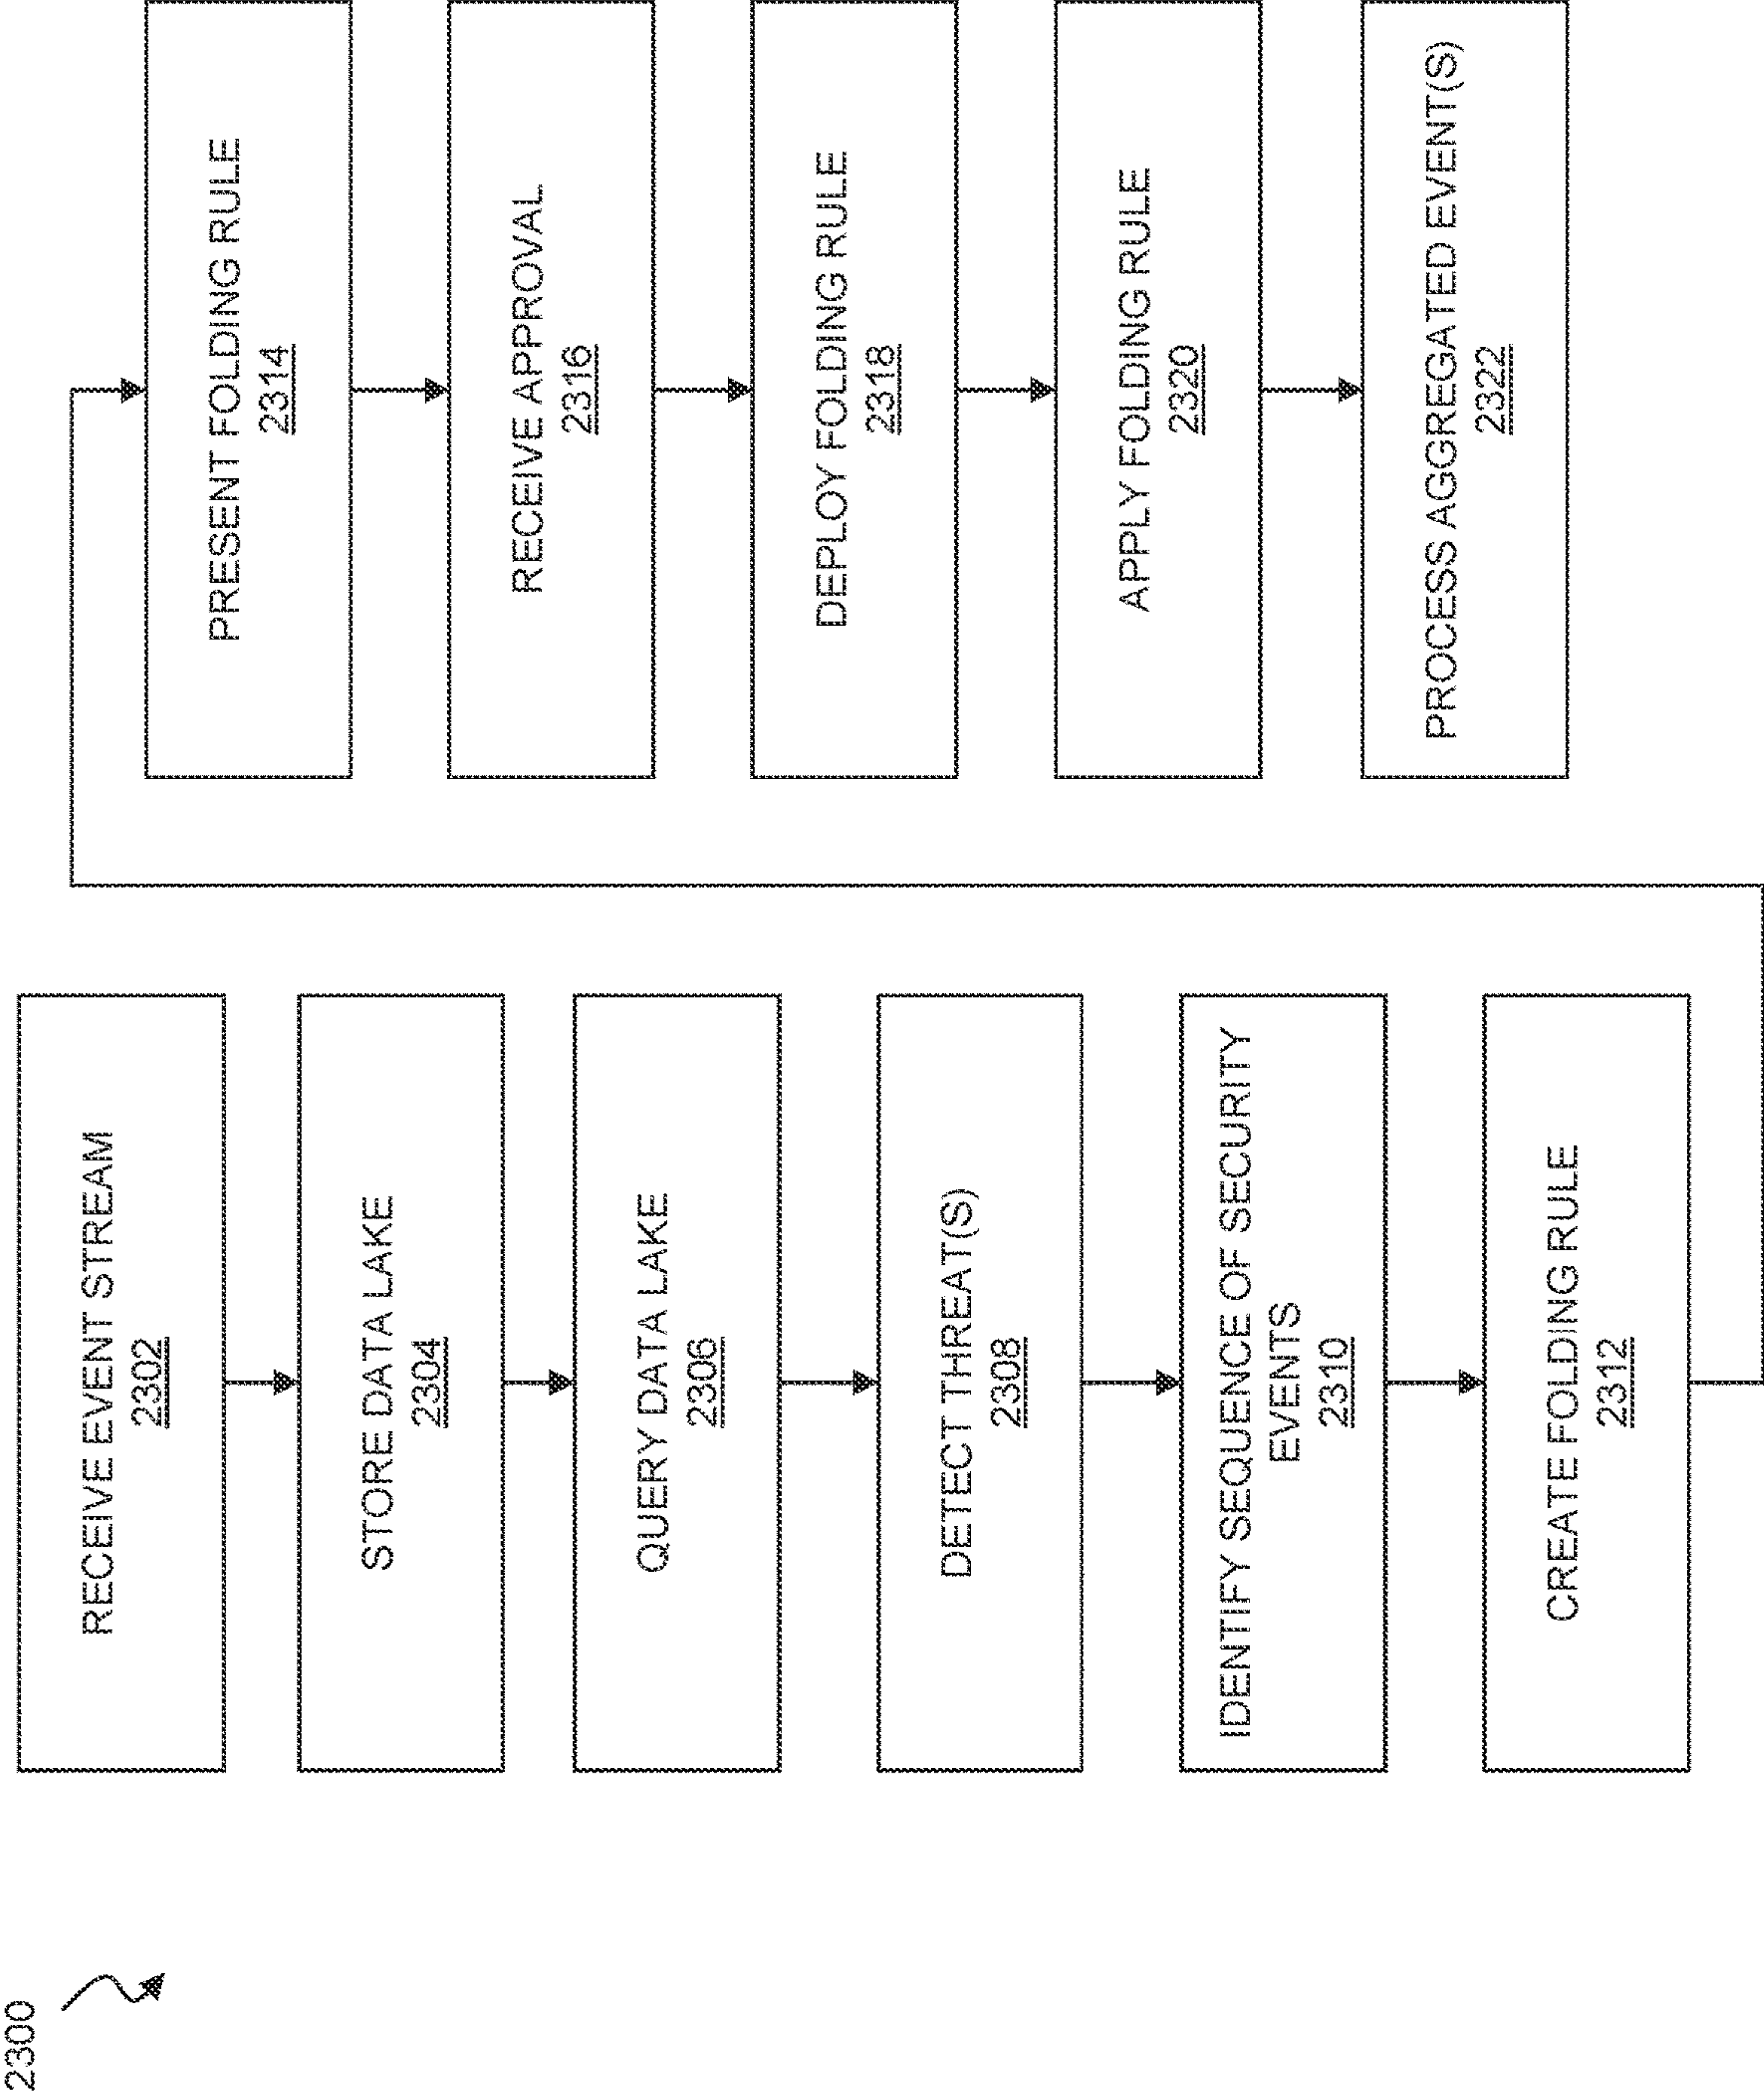 2300
RECEIVE EVENT STREAM
2302
STORE DATA LAKE
2304
QUERY DATA LAKE
2306
DETECT THREAT(S)
2308
IDENTIFY SEQUENCE OF SECURITY
EVENTS
2310
CREATE FOLDING RULE
2312
PRESENT FOLDING RULE
2314
RECEIVE APPROVAL
2316
DEPLOY FOLDING RULE
2318
APPLY FOLDING RULE
2320
PROCESS AGGREGATED EVENT(S)
2322